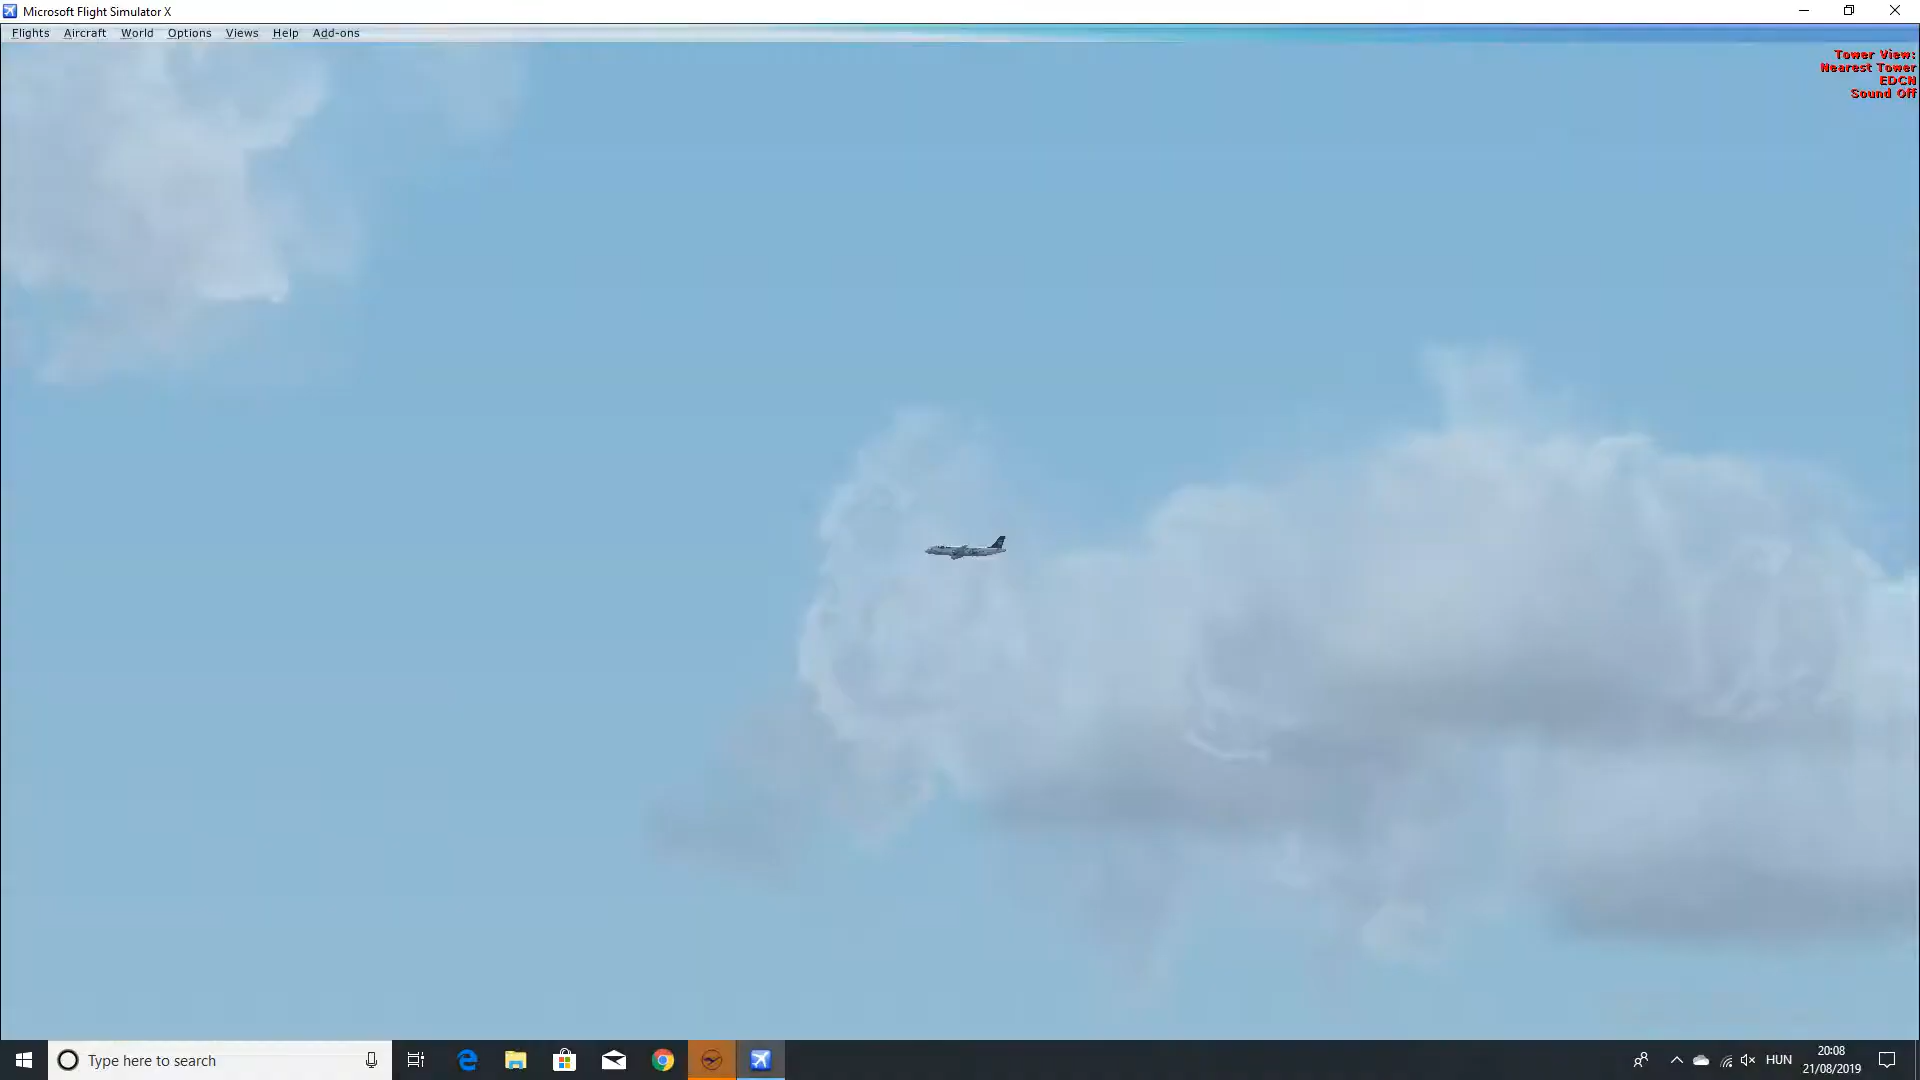 Microsoft Flight Simulator X
Flights Aircraft World Options Views Help Add-ons
Tower View:
Nearest Tower
EDCN
Sound Off
Type here to search
HUN
20:08
21/08/2019